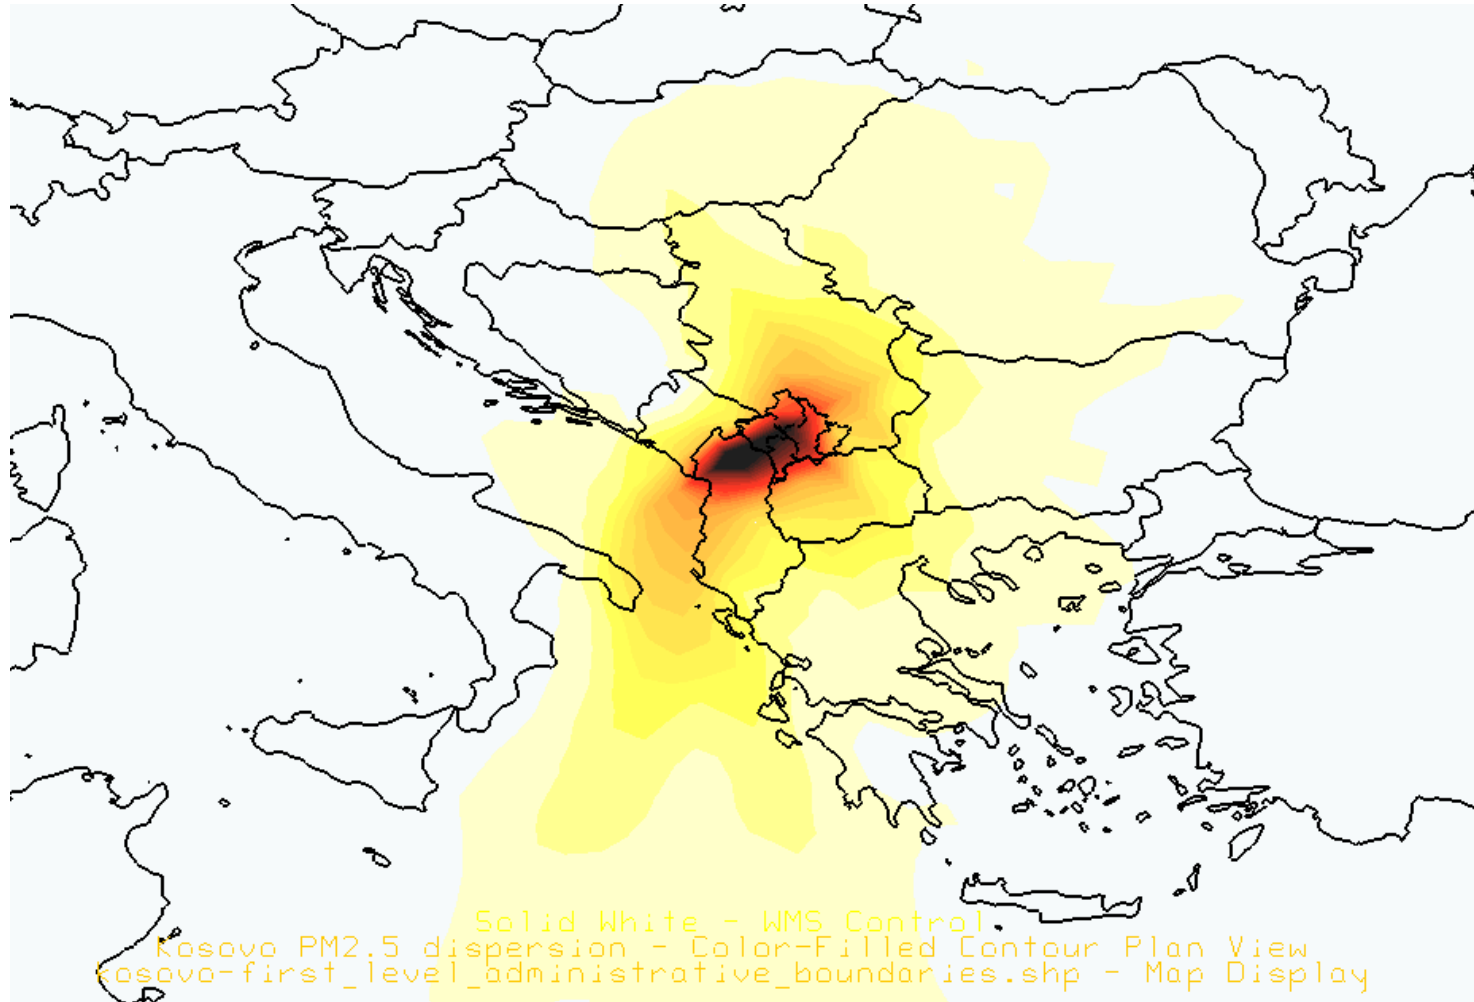 Solid White - WMS Control
Kosovo PM2.5 dispersion - Color-Filled Contour Plan View
kosovo-first_level_administrative_boundaries.shp - Map Display